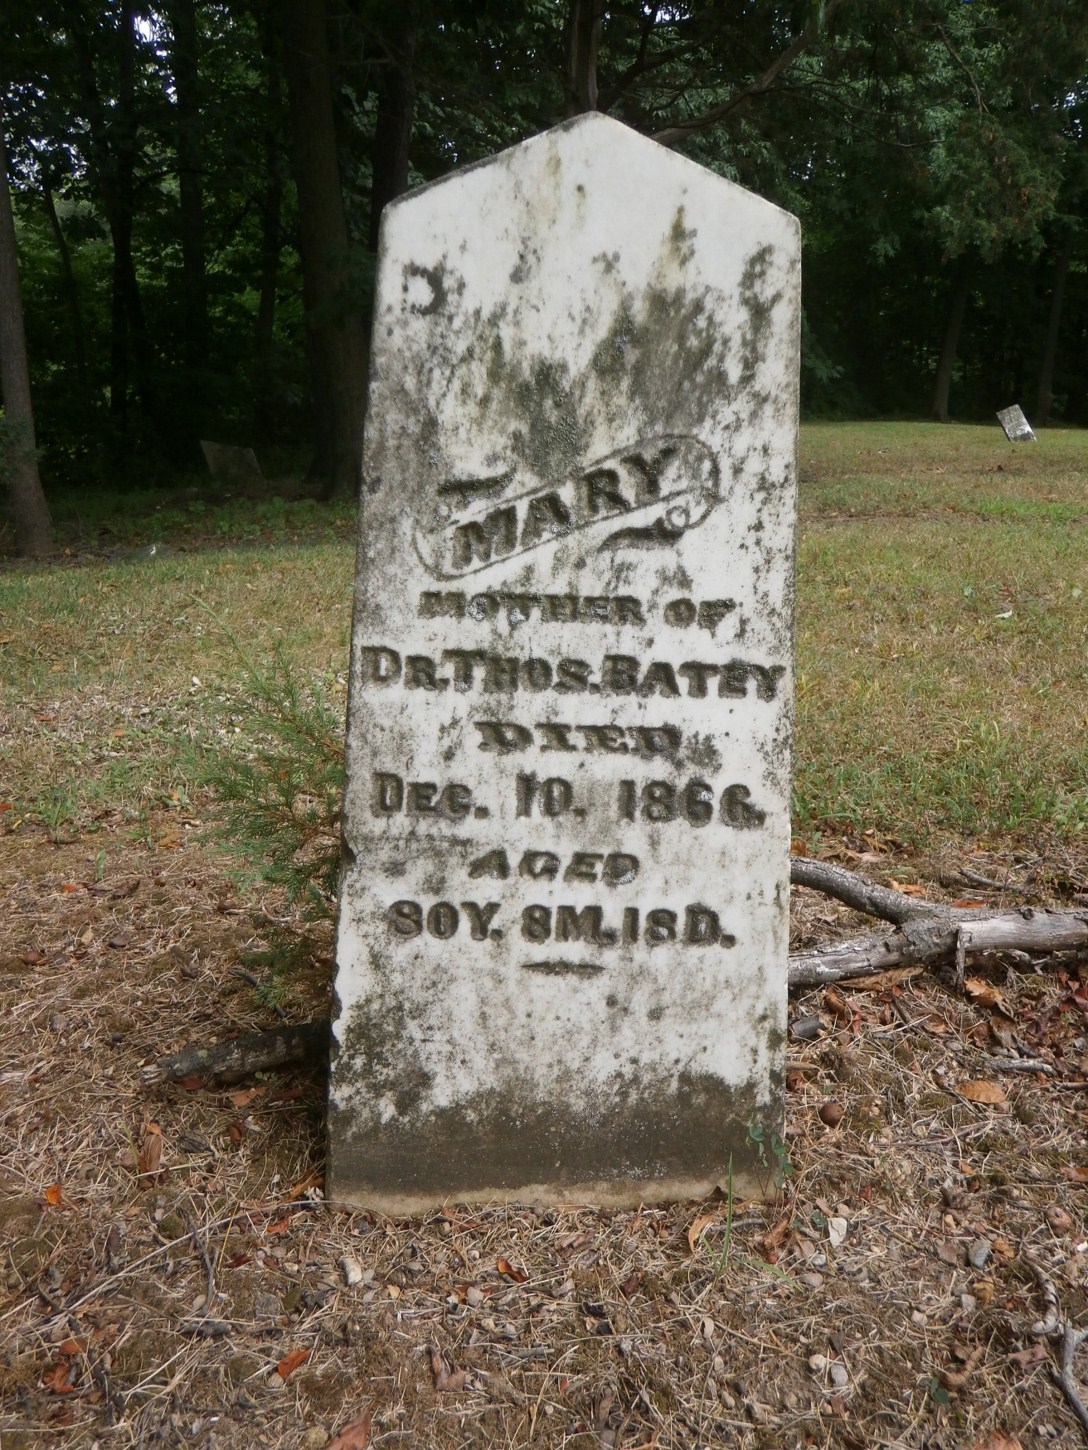 MARY
MOTHER OF
DR. THOS. BATEY
DIED
DEC. 10. 1866.
AGED
80Y. 8M. 18D.